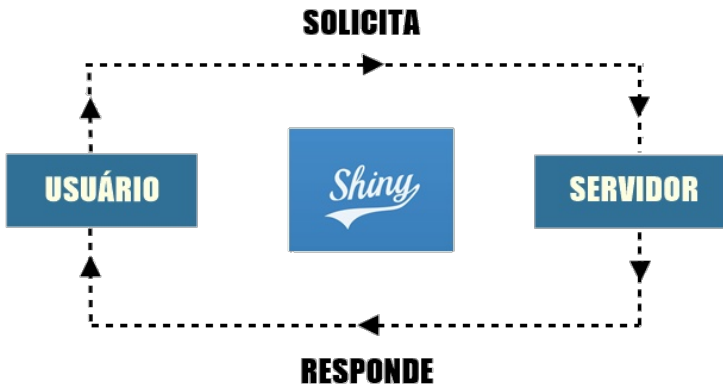 SOLICITA
USUÁRIO
Shiny
SERVIDOR
RESPONDE